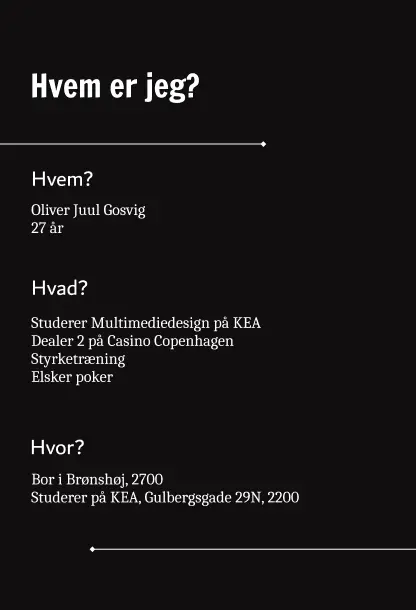 Hvem er jeg?
Hvem?
Oliver Juul Gosvig
27 år
Hvad?
Studerer Multimediedesign på KEA
Dealer 2 på Casino Copenhagen
Styrketræning
Elsker poker
Hvor?
Bor i Brønshøj, 2700
Studerer på KEA, Gulbergsgade 29N, 2200